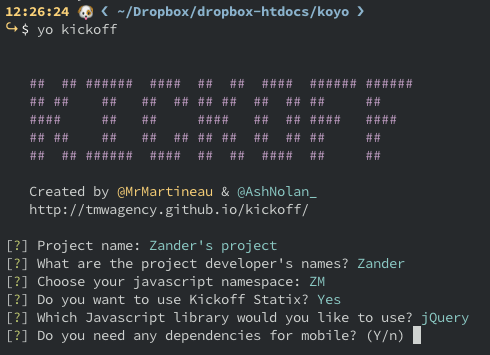 12:26:24 🐶 ❮ ~/Dropbox/dropbox-htdocs/koyo ❯
↪ $ yo kickoff
##  ## ######  ####  ##  ##  ####  ###### ######
## ##    ##   ##  ## ## ##  ##  ## ##     ##
####     ##   ##     ####   ##  ## ####   ####
## ##    ##   ##  ## ## ##  ##  ## ##     ##
##  ## ######  ####  ##  ##  ####  ##     ##
Created by @MrMartineau & @AshNolan_
http://tmwagency.github.io/kickoff/
[?] Project name: Zander's project
[?] What are the project developer's names? Zander
[?] Choose your javascript namespace: ZM
[?] Do you want to use Kickoff Statix? Yes
[?] Which Javascript library would you like to use? jQuery
[?] Do you need any dependencies for mobile? (Y/n)